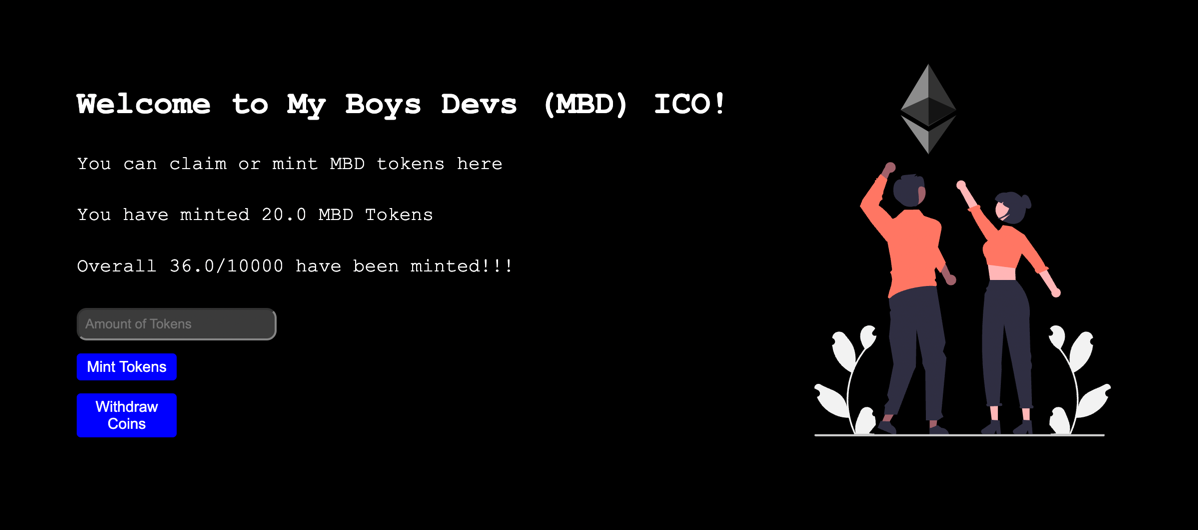 Welcome to My Boys Devs (MBD) ICO!
You can claim or mint MBD tokens here
You have minted 20.0 MBD Tokens
Overall 36.0/10000 have been minted!!!
Amount of Tokens
Mint Tokens
Withdraw
Coins